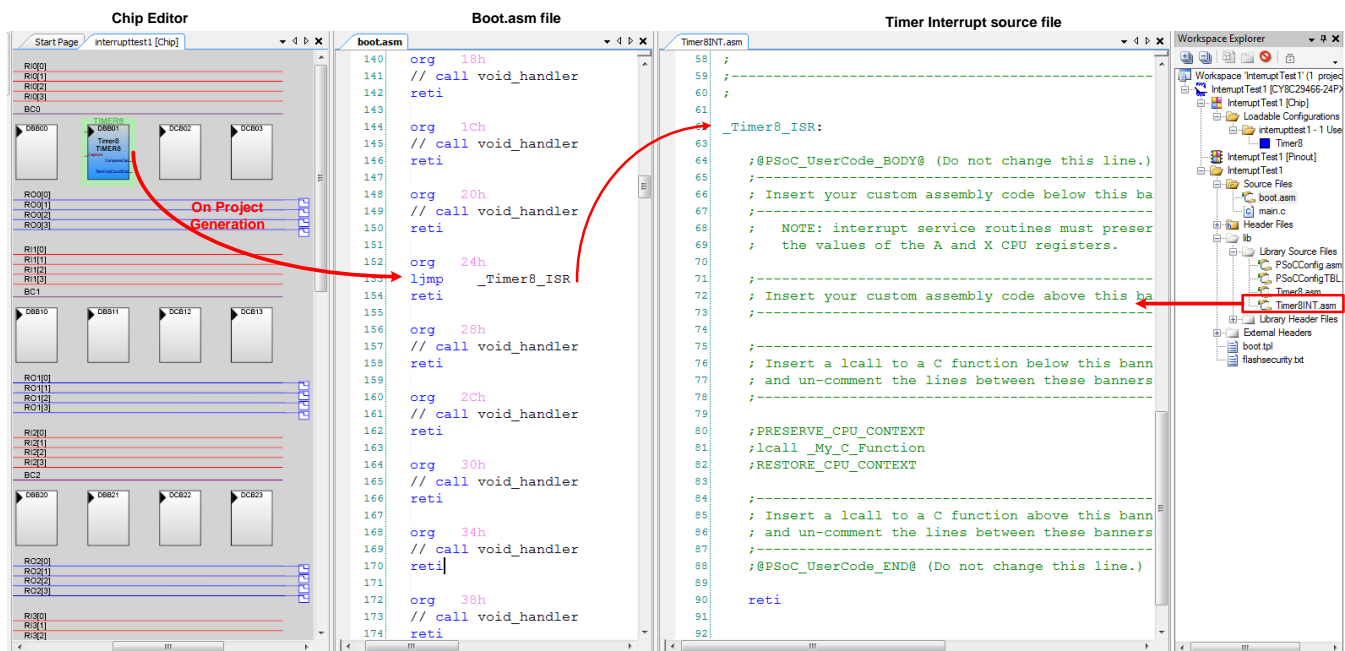 Chip Editor
Boot.asm file
Timer Interrupt source file
Start Page
interrupttest1 [Chip]
RI0[0]
RI0[1]
RI0[2]
RI0[3]
BC0
TIMER8
DBB00
DBB01
DCB02
DCB03
Timer8
TIMER8
Capture
CompareOut
TerminalCountOut
RO0[0]
RO0[1]
RO0[2]
RO0[3]
On Project
Generation
RI1[0]
RI1[1]
RI1[2]
RI1[3]
BC1
DBB10
DBB11
DCB12
DCB13
RO1[0]
RO1[1]
RO1[2]
RO1[3]
RI2[0]
RI2[1]
RI2[2]
RI2[3]
BC2
DBB20
DBB21
DCB22
DCB23
RO2[0]
RO2[1]
RO2[2]
RO2[3]
RI3[0]
RI3[1]
RI3[2]
boot.asm
140 org 18h
141 // call void_handler
142 reti
143
144 org 1Ch
145 // call void_handler
146 reti
147
148 org 20h
149 // call void_handler
150 reti
151
152 org 24h
153 ljmp _Timer8_ISR
154 reti
155
156 org 28h
157 // call void_handler
158 reti
159
160 org 2Ch
161 // call void_handler
162 reti
163
164 org 30h
165 // call void_handler
166 reti
167
168 org 34h
169 // call void_handler
170 reti
171
172 org 38h
173 // call void_handler
174 reti
Timer8INT.asm
58 ;
59 ;-----------------------------------------------------
60 ;
61
_Timer8_ISR:
63
64 ;@PSoC_UserCode_BODY@ (Do not change this line.)
65 ;---------------------------------------------------
66 ; Insert your custom assembly code below this ba
67 ;---------------------------------------------------
68 ; NOTE: interrupt service routines must preser
69 ; the values of the A and X CPU registers.
70
71 ;---------------------------------------------------
72 ; Insert your custom assembly code above this ba
73 ;---------------------------------------------------
74
75 ;---------------------------------------------------
76 ; Insert a lcall to a C function below this bann
77 ; and un-comment the lines between these banners
78 ;---------------------------------------------------
79
80 ;PRESERVE_CPU_CONTEXT
81 ;lcall _My_C_Function
82 ;RESTORE_CPU_CONTEXT
83
84 ;---------------------------------------------------
85 ; Insert a lcall to a C function above this bann
86 ; and un-comment the lines between these banners
87 ;---------------------------------------------------
88 ;@PSoC_UserCode_END@ (Do not change this line.)
89
90 reti
91
92
Workspace Explorer
Workspace 'InteruptTest1' (1 projec
InteruptTest1 [CY8C29466-24PX
InteruptTest1 [Chip]
Loadable Configurations
interrupttest1 - 1 Use
Timer8
InteruptTest1 [Pinout]
InteruptTest1
Source Files
boot.asm
main.c
Header Files
lib
Library Source Files
PSoCConfig.asm
PSoCConfigTBL.
Timer8.asm
Timer8INT.asm
Library Header Files
External Headers
boot.tpl
flashsecurity.txt